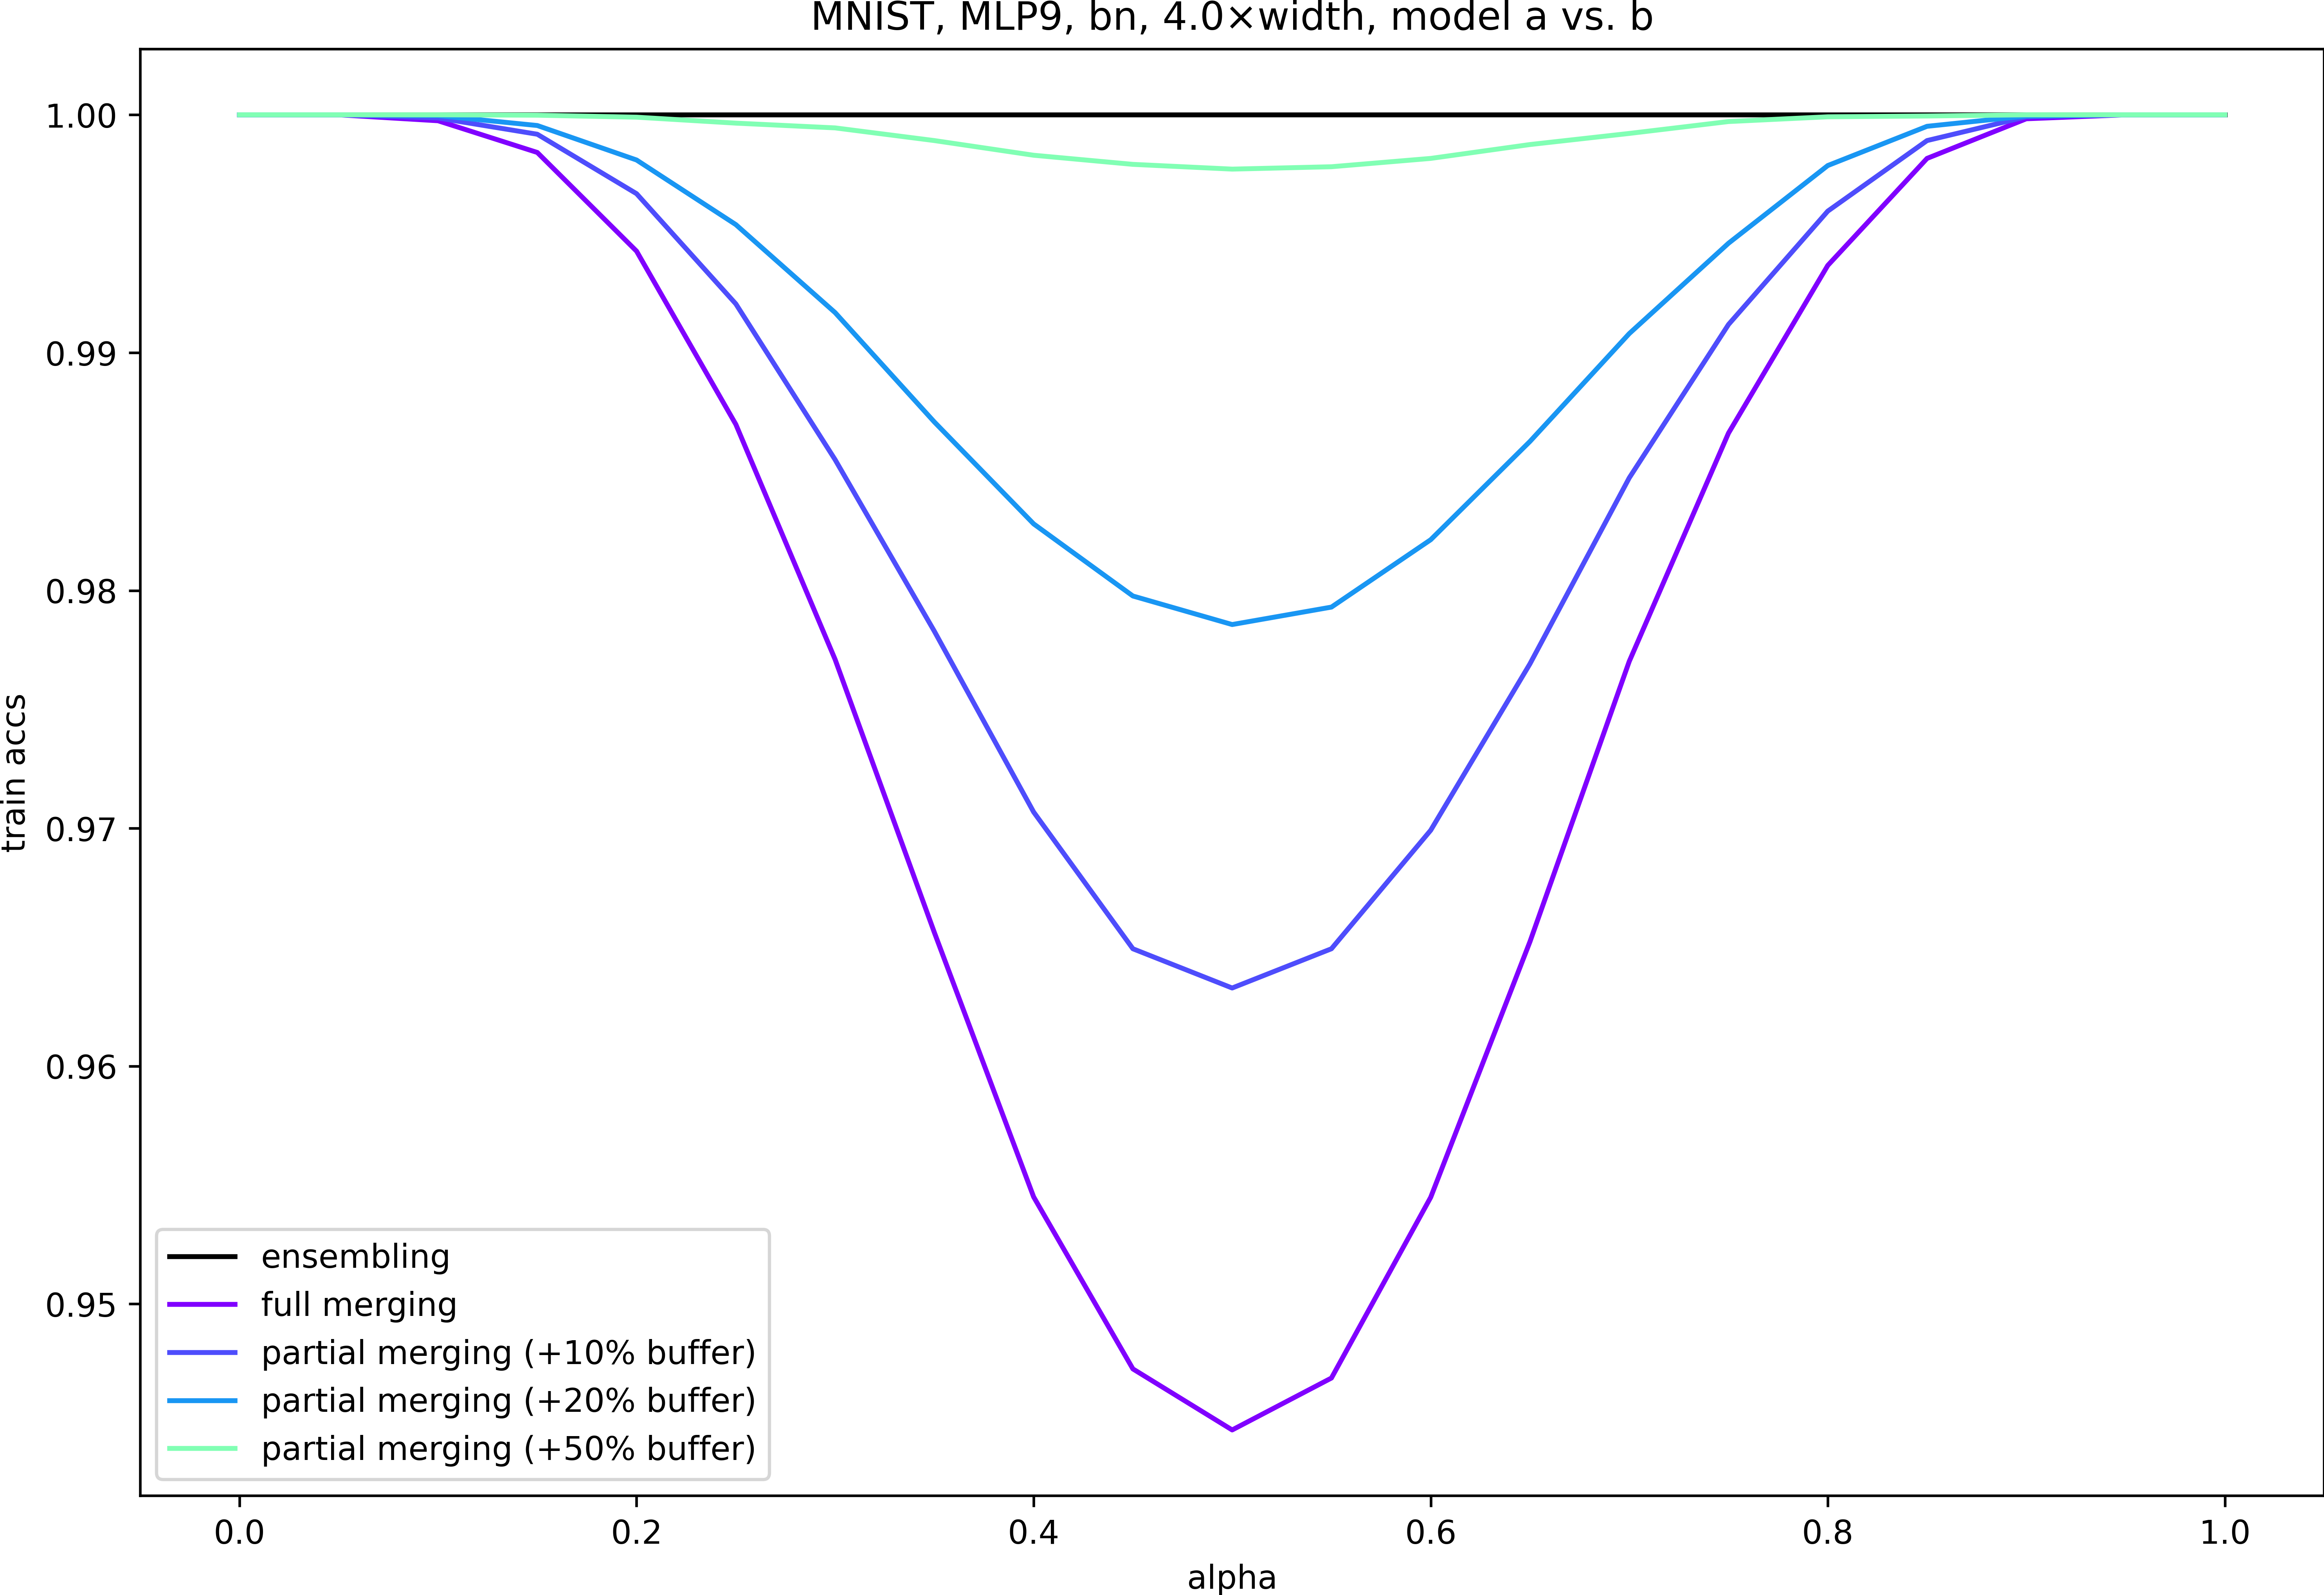 MNIST, MLP9, bn, 4.0×width, model a vs. b
train accs
1.00
0.99
0.98
0.97
0.96
0.95
ensembling
full merging
partial merging (+10% buffer)
partial merging (+20% buffer)
partial merging (+50% buffer)
0.0 0.2 0.4 0.6 0.8 1.0
alpha